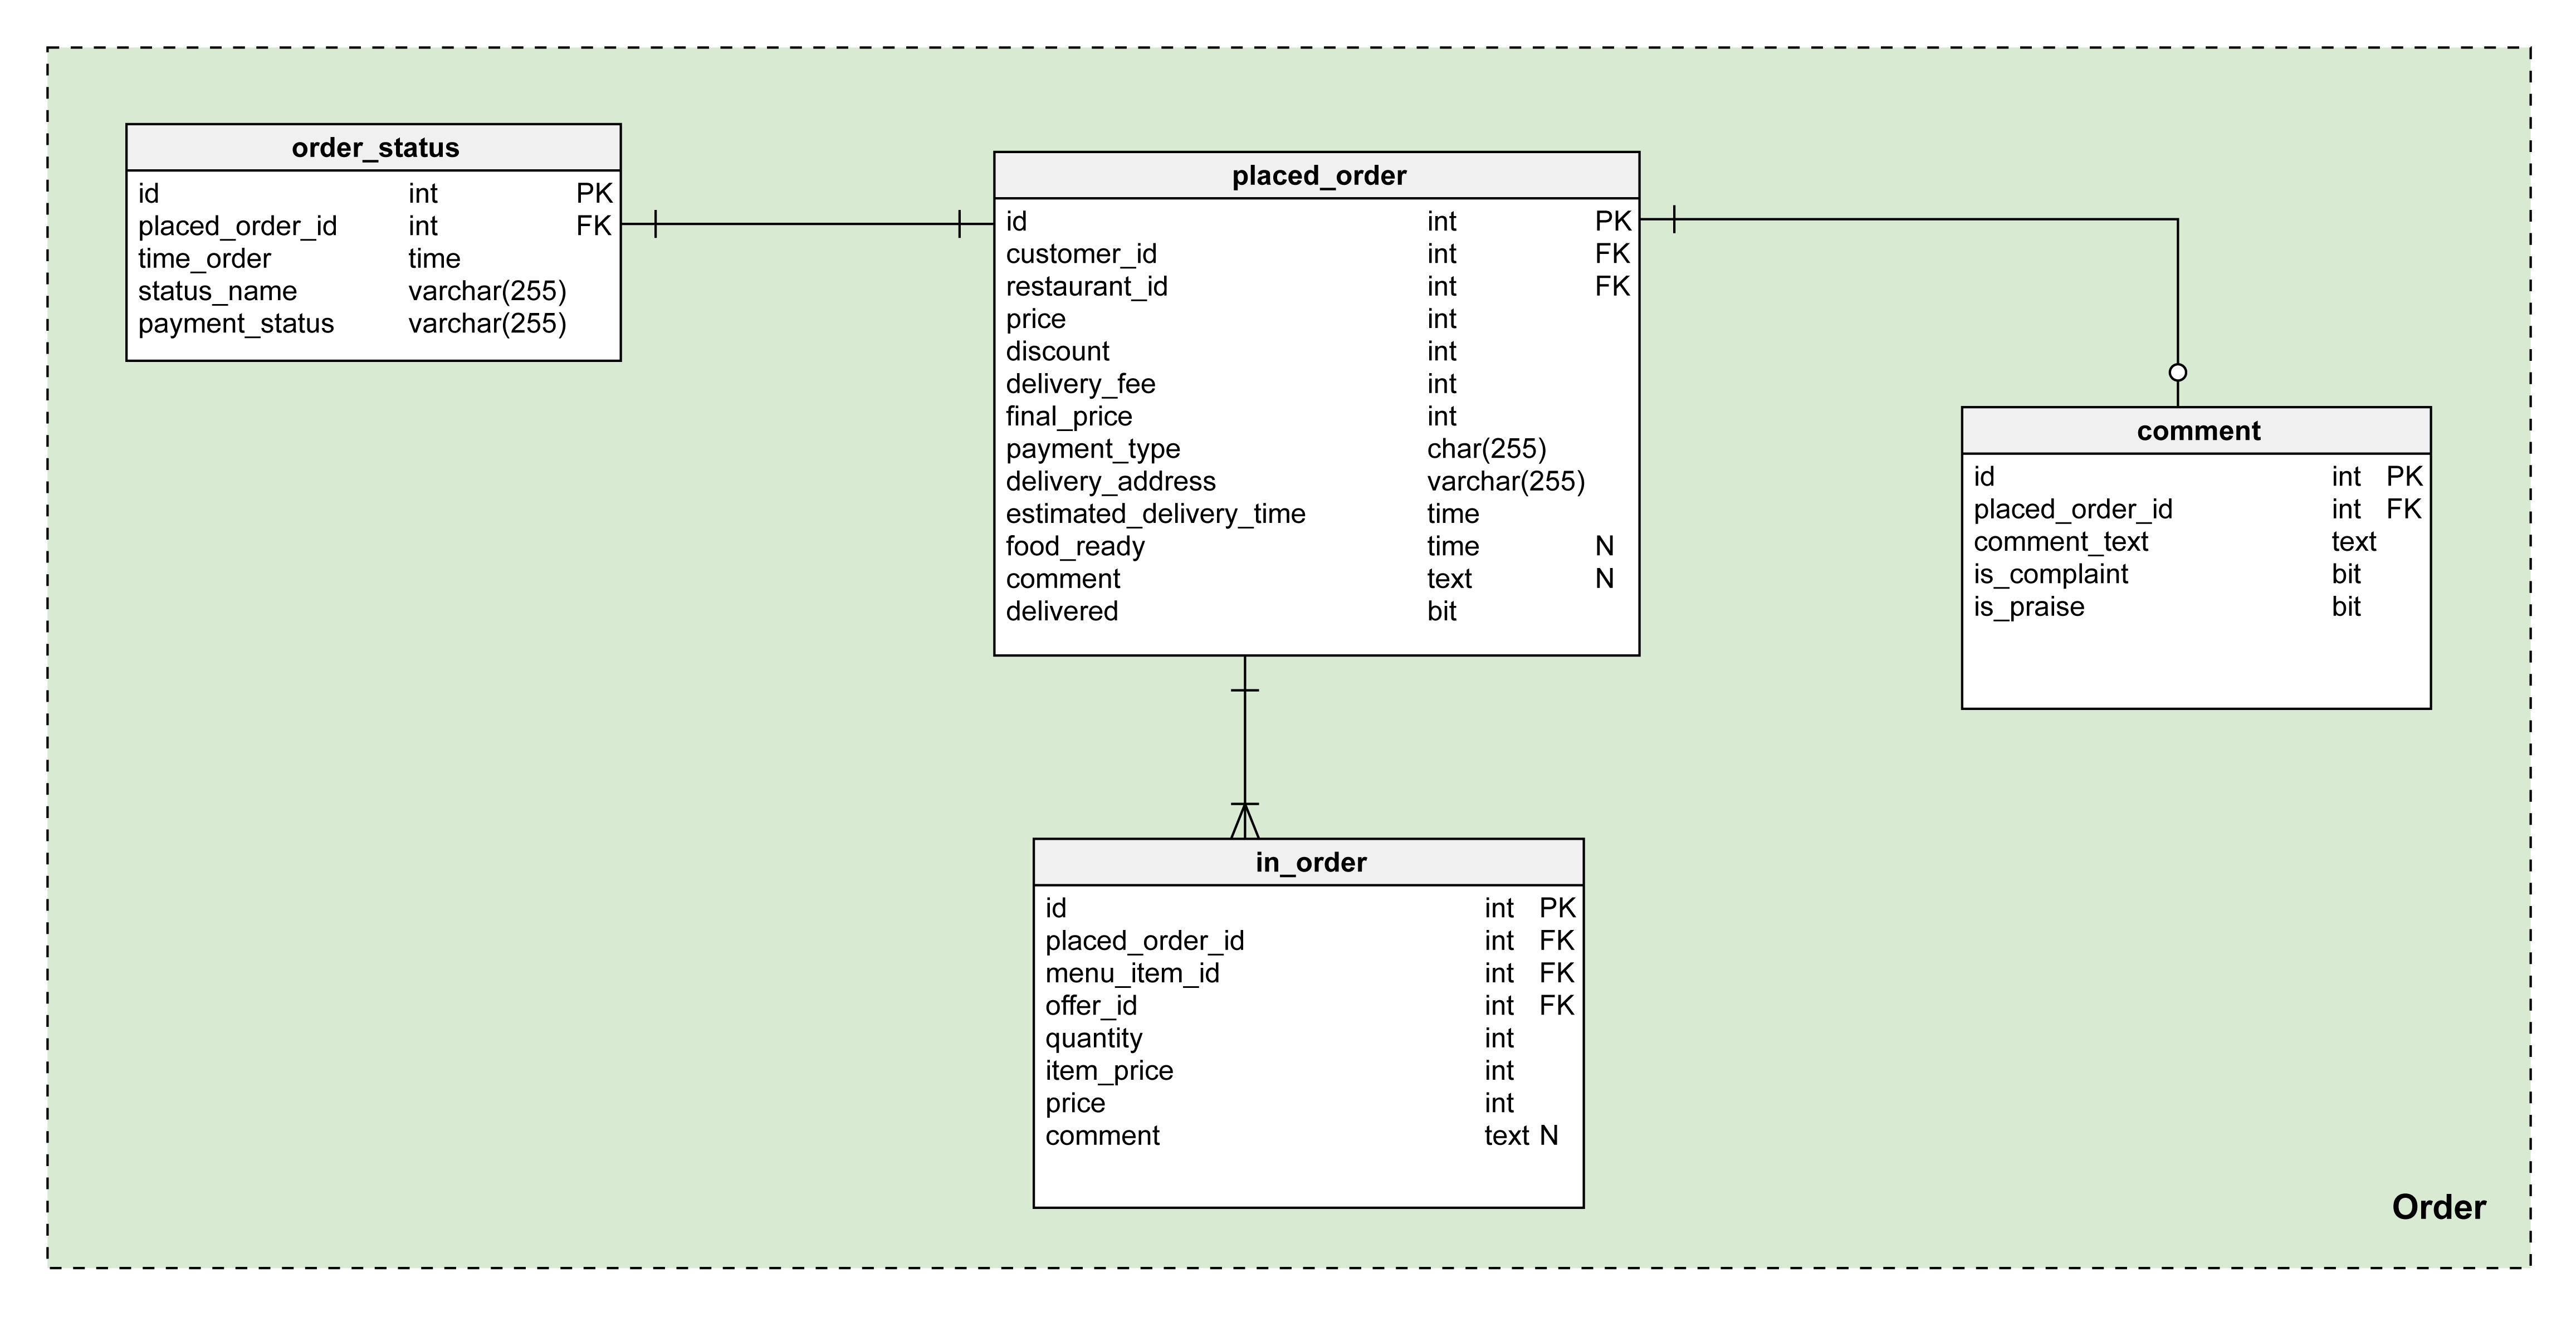 order_status
id int PK
placed_order_id int FK
time_order time
status_name varchar(255)
payment_status varchar(255)
placed_order
id int PK
customer_id int FK
restaurant_id int FK
price int
discount int
delivery_fee int
final_price int
payment_type char(255)
delivery_address varchar(255)
estimated_delivery_time time
food_ready time N
comment text N
delivered bit
comment
id int PK
placed_order_id int FK
comment_text text
is_complaint bit
is_praise bit
in_order
id int PK
placed_order_id int FK
menu_item_id int FK
offer_id int FK
quantity int
item_price int
price int
comment text N
Order